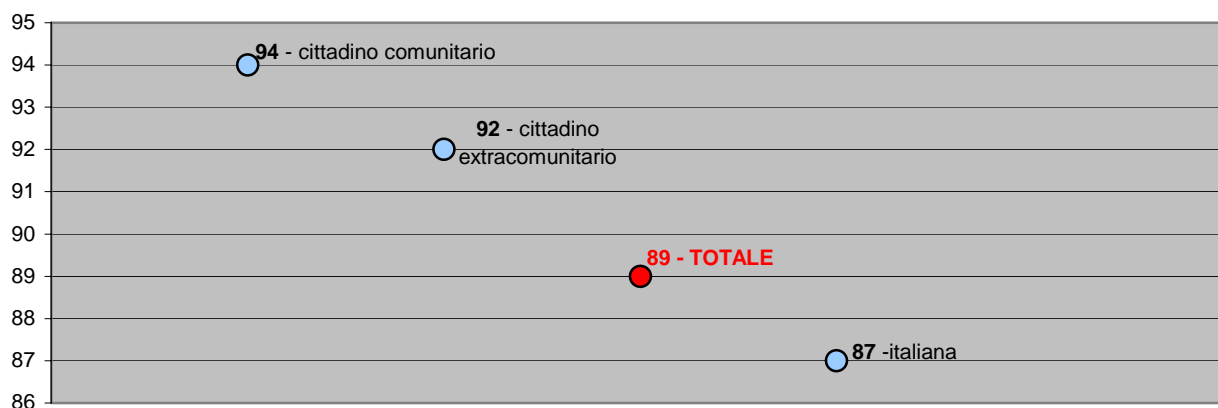 95
94 - cittadino comunitario
94
93
92 - cittadino
extracomunitario
92
91
90
89 - TOTALE
89
88
87 -italiana
87
86